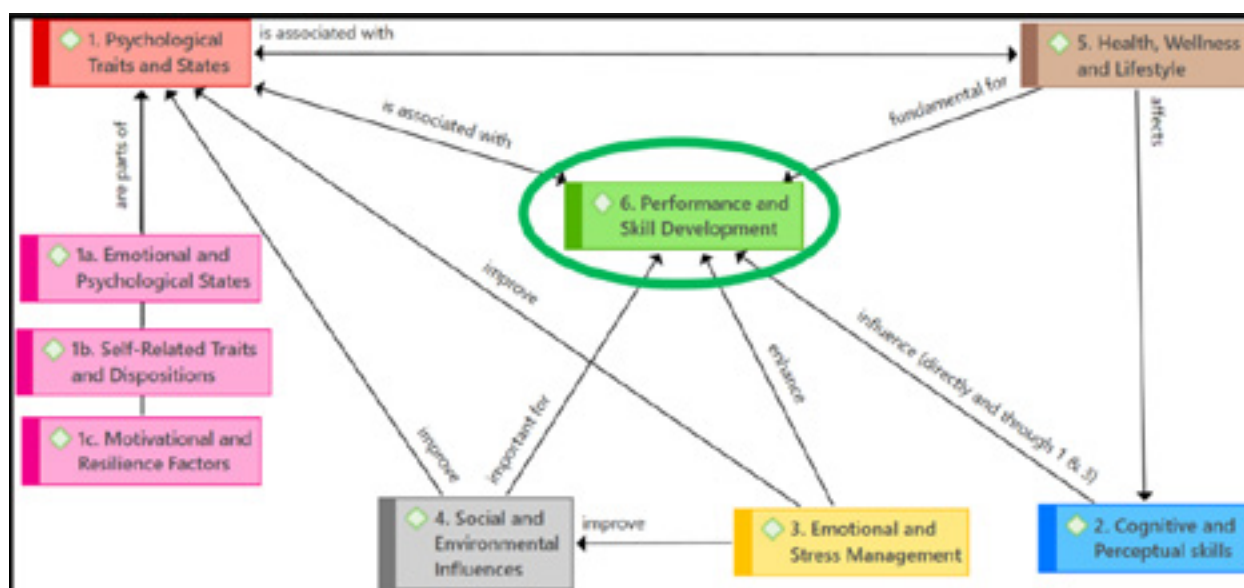 1. Psychological
Traits and States
is associated with
5. Health, Wellness
and Lifestyle
is associated with
fundamental for
affects
are parts of
6. Performance and
Skill Development
1a. Emotional and
Psychological States
improve
1b. Self-Related Traits
and Dispositions
influence (directly and through 1 & 3)
enhance
1c. Motivational and
Resilience Factors
improve
important for
4. Social and
Environmental
Influences
improve
3. Emotional and
Stress Management
2. Cognitive and
Perceptual skills